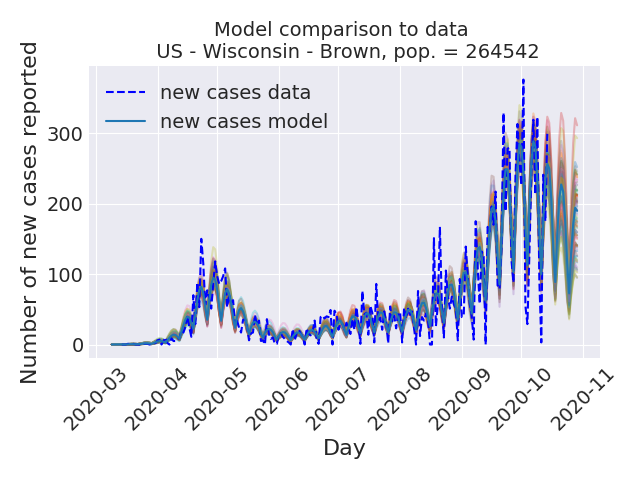 Model comparison to data
US - Wisconsin - Brown, pop. = 264542
new cases data
new cases model
Number of new cases reported
300
200
100
0
2020-03
2020-04
2020-05
2020-06
2020-07
2020-08
2020-09
2020-10
2020-11
Day